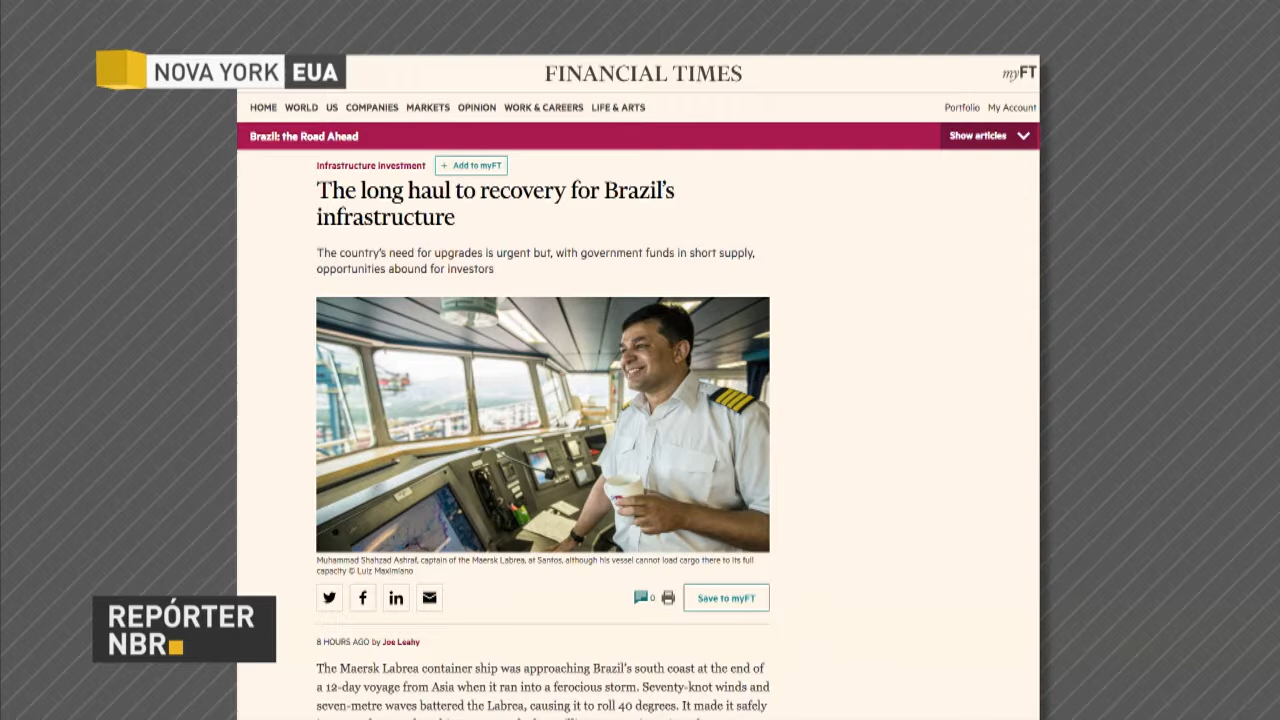 NOVA YORK EUA
FINANCIAL TIMES
myFT
HOME WORLD US COMPANIES MARKETS OPINION WORK & CAREERS LIFE & ARTS
Portfolio My Account
Brazil: the Road Ahead
Show articles
Infrastructure investment + Add to myFT
The long haul to recovery for Brazil's
infrastructure
The country's need for upgrades is urgent but, with government funds in short supply,
opportunities abound for investors
Muhammad Shahzad Ashraf, captain of the Maersk Labrea, at Santos, although his vessel cannot load cargo there to its full
capacity © Luiz Maximiano
0
Save to myFT
REPÓRTER
NBR
8 HOURS AGO by Joe Leahy
The Maersk Labrea container ship was approaching Brazil's south coast at the end of
a 12-day voyage from Asia when it ran into a ferocious storm. Seventy-knot winds and
seven-metre waves battered the Labrea, causing it to roll 40 degrees. It made it safely